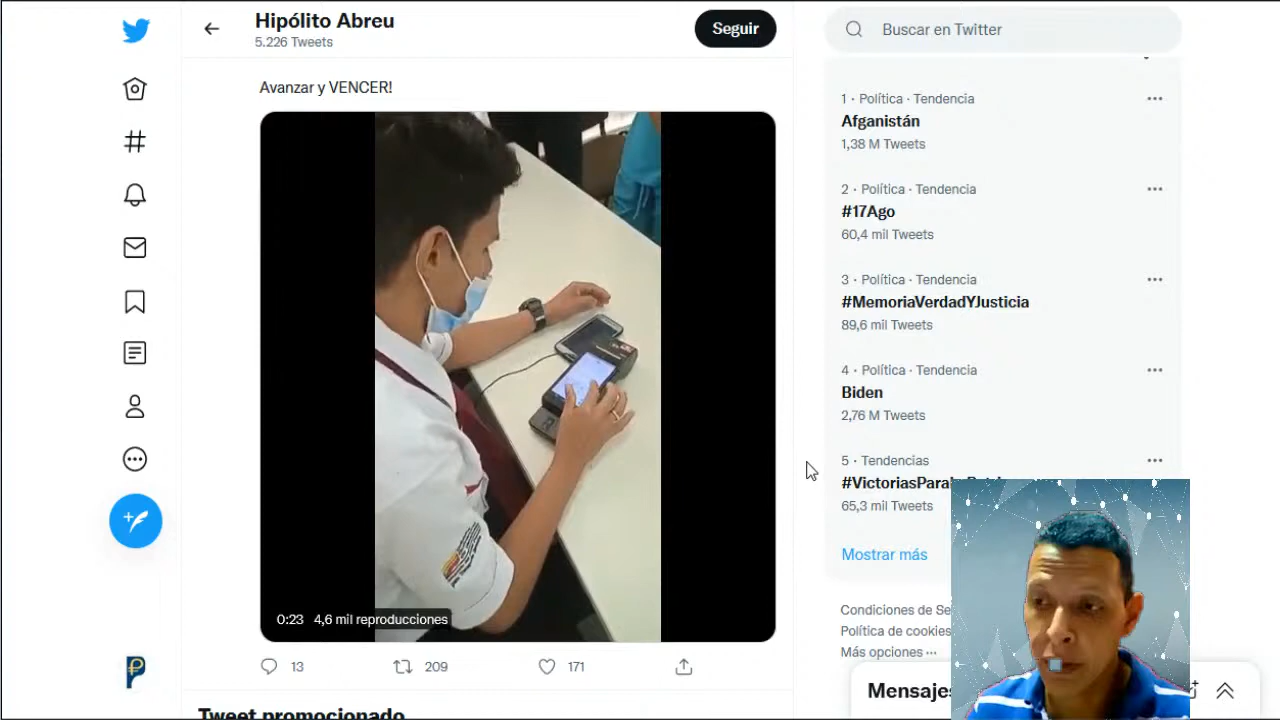 Hipólito Abreu
5.226 Tweets
Seguir
Buscar en Twitter
Avanzar y VENCER!
0:23 4,6 mil reproducciones
13 209 171
Tweet promocionado
1 · Política · Tendencia
Afganistán
1,38 M Tweets
2 · Política · Tendencia
#17Ago
60,4 mil Tweets
3 · Política · Tendencia
#MemoriaVerdadYJusticia
89,6 mil Tweets
4 · Política · Tendencia
Biden
2,76 M Tweets
5 · Tendencias
65,3 mil Tweets
Mostrar más
Condiciones de
Política de cookies
Más opciones